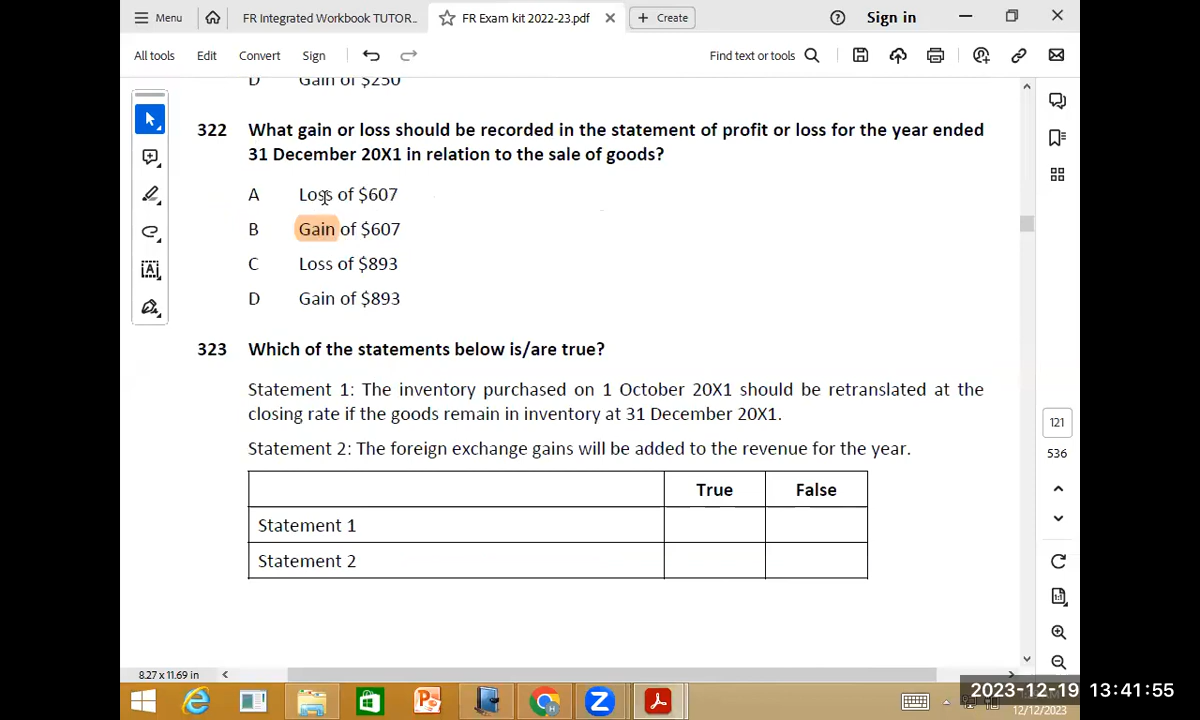 Menu
FR Integrated Workbook TUTOR...
FR Exam kit 2022-23.pdf
Create
Sign in
All tools
Edit
Convert
Sign
Find text or tools
D Gain of $250
322 What gain or loss should be recorded in the statement of profit or loss for the year ended
31 December 20X1 in relation to the sale of goods?
A Loss of $607
B Gain of $607
C Loss of $893
D Gain of $893
323 Which of the statements below is/are true?
Statement 1: The inventory purchased on 1 October 20X1 should be retranslated at the
closing rate if the goods remain in inventory at 31 December 20X1.
Statement 2: The foreign exchange gains will be added to the revenue for the year.
True False
Statement 1
Statement 2
121
536
8.27 x 11.69 in
2023-12-19 13:41:55
12/12/2023